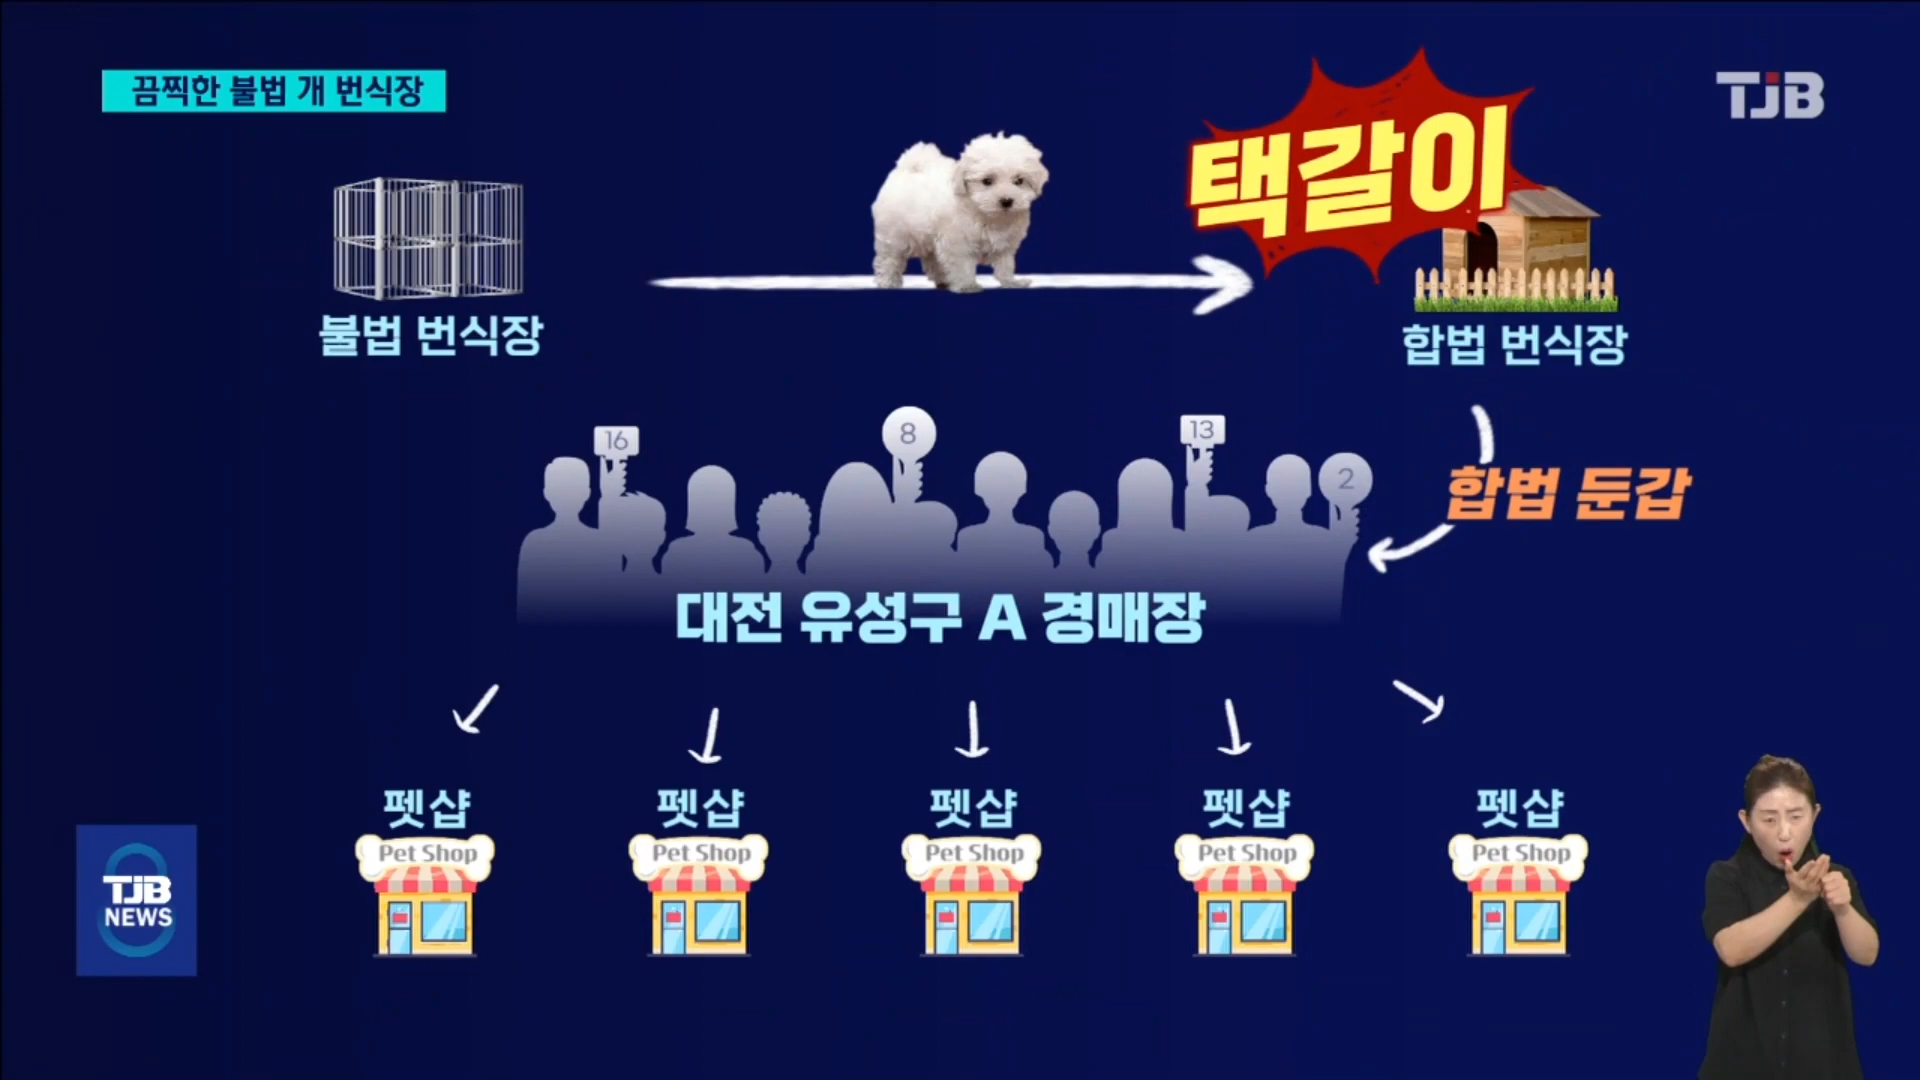 끔찍한 불법 개 번식장
TJB
택갈이
불법 번식장
합법 번식장
16
8
13
2
합법 둔갑
대전 유성구 A 경매장
펫샵
펫샵
펫샵
펫샵
펫샵
Pet Shop
Pet Shop
Pet Shop
Pet Shop
Pet Shop
TJB
NEWS